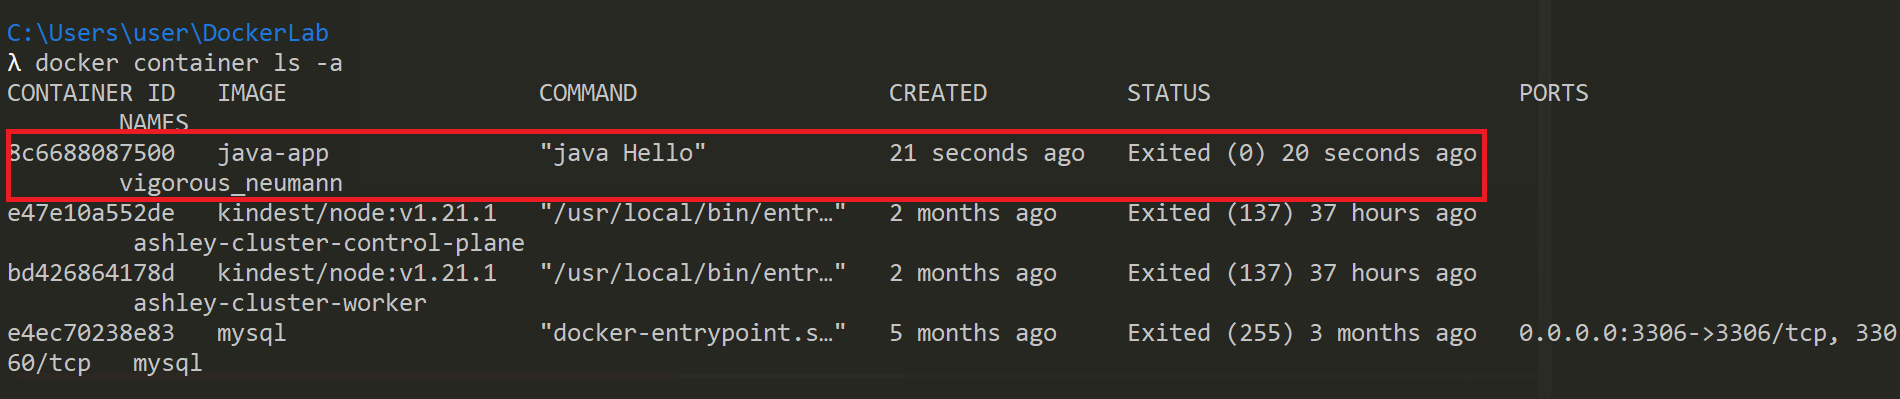 C:\Users\user\DockerLab
λ docker container ls -a
CONTAINER ID   IMAGE                  COMMAND                  CREATED          STATUS                      PORTS
        NAMES
8c6688087500   java-app               "java Hello"             21 seconds ago   Exited (0) 20 seconds ago
        vigorous_neumann
e47e10a552de   kindest/node:v1.21.1   "/usr/local/bin/entr…"   2 months ago     Exited (137) 37 hours ago
         ashley-cluster-control-plane
bd426864178d   kindest/node:v1.21.1   "/usr/local/bin/entr…"   2 months ago     Exited (137) 37 hours ago
         ashley-cluster-worker
e4ec70238e83   mysql                  "docker-entrypoint.s…"   5 months ago     Exited (255) 3 months ago   0.0.0.0:3306->3306/tcp, 330
60/tcp   mysql